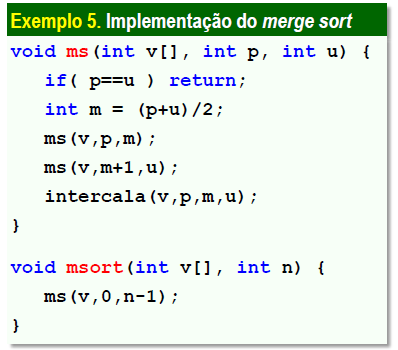 Exemplo 5. Implementação do merge sort
void ms(int v[], int p, int u) {
if( p==u ) return;
int m = (p+u)/2;
ms(v,p,m);
ms(v,m+1,u);
intercala(v,p,m,u);
}
void msort(int v[], int n) {
ms(v,0,n-1);
}